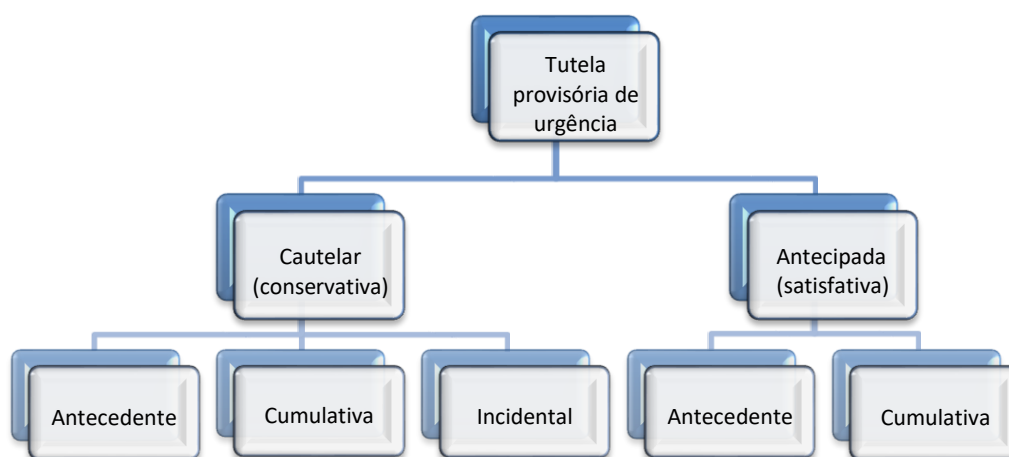 Tutela
provisória de
urgência
Cautelar
(conservativa)
Antecipada
(satisfativa)
Antecedente
Cumulativa
Incidental
Antecedente
Cumulativa